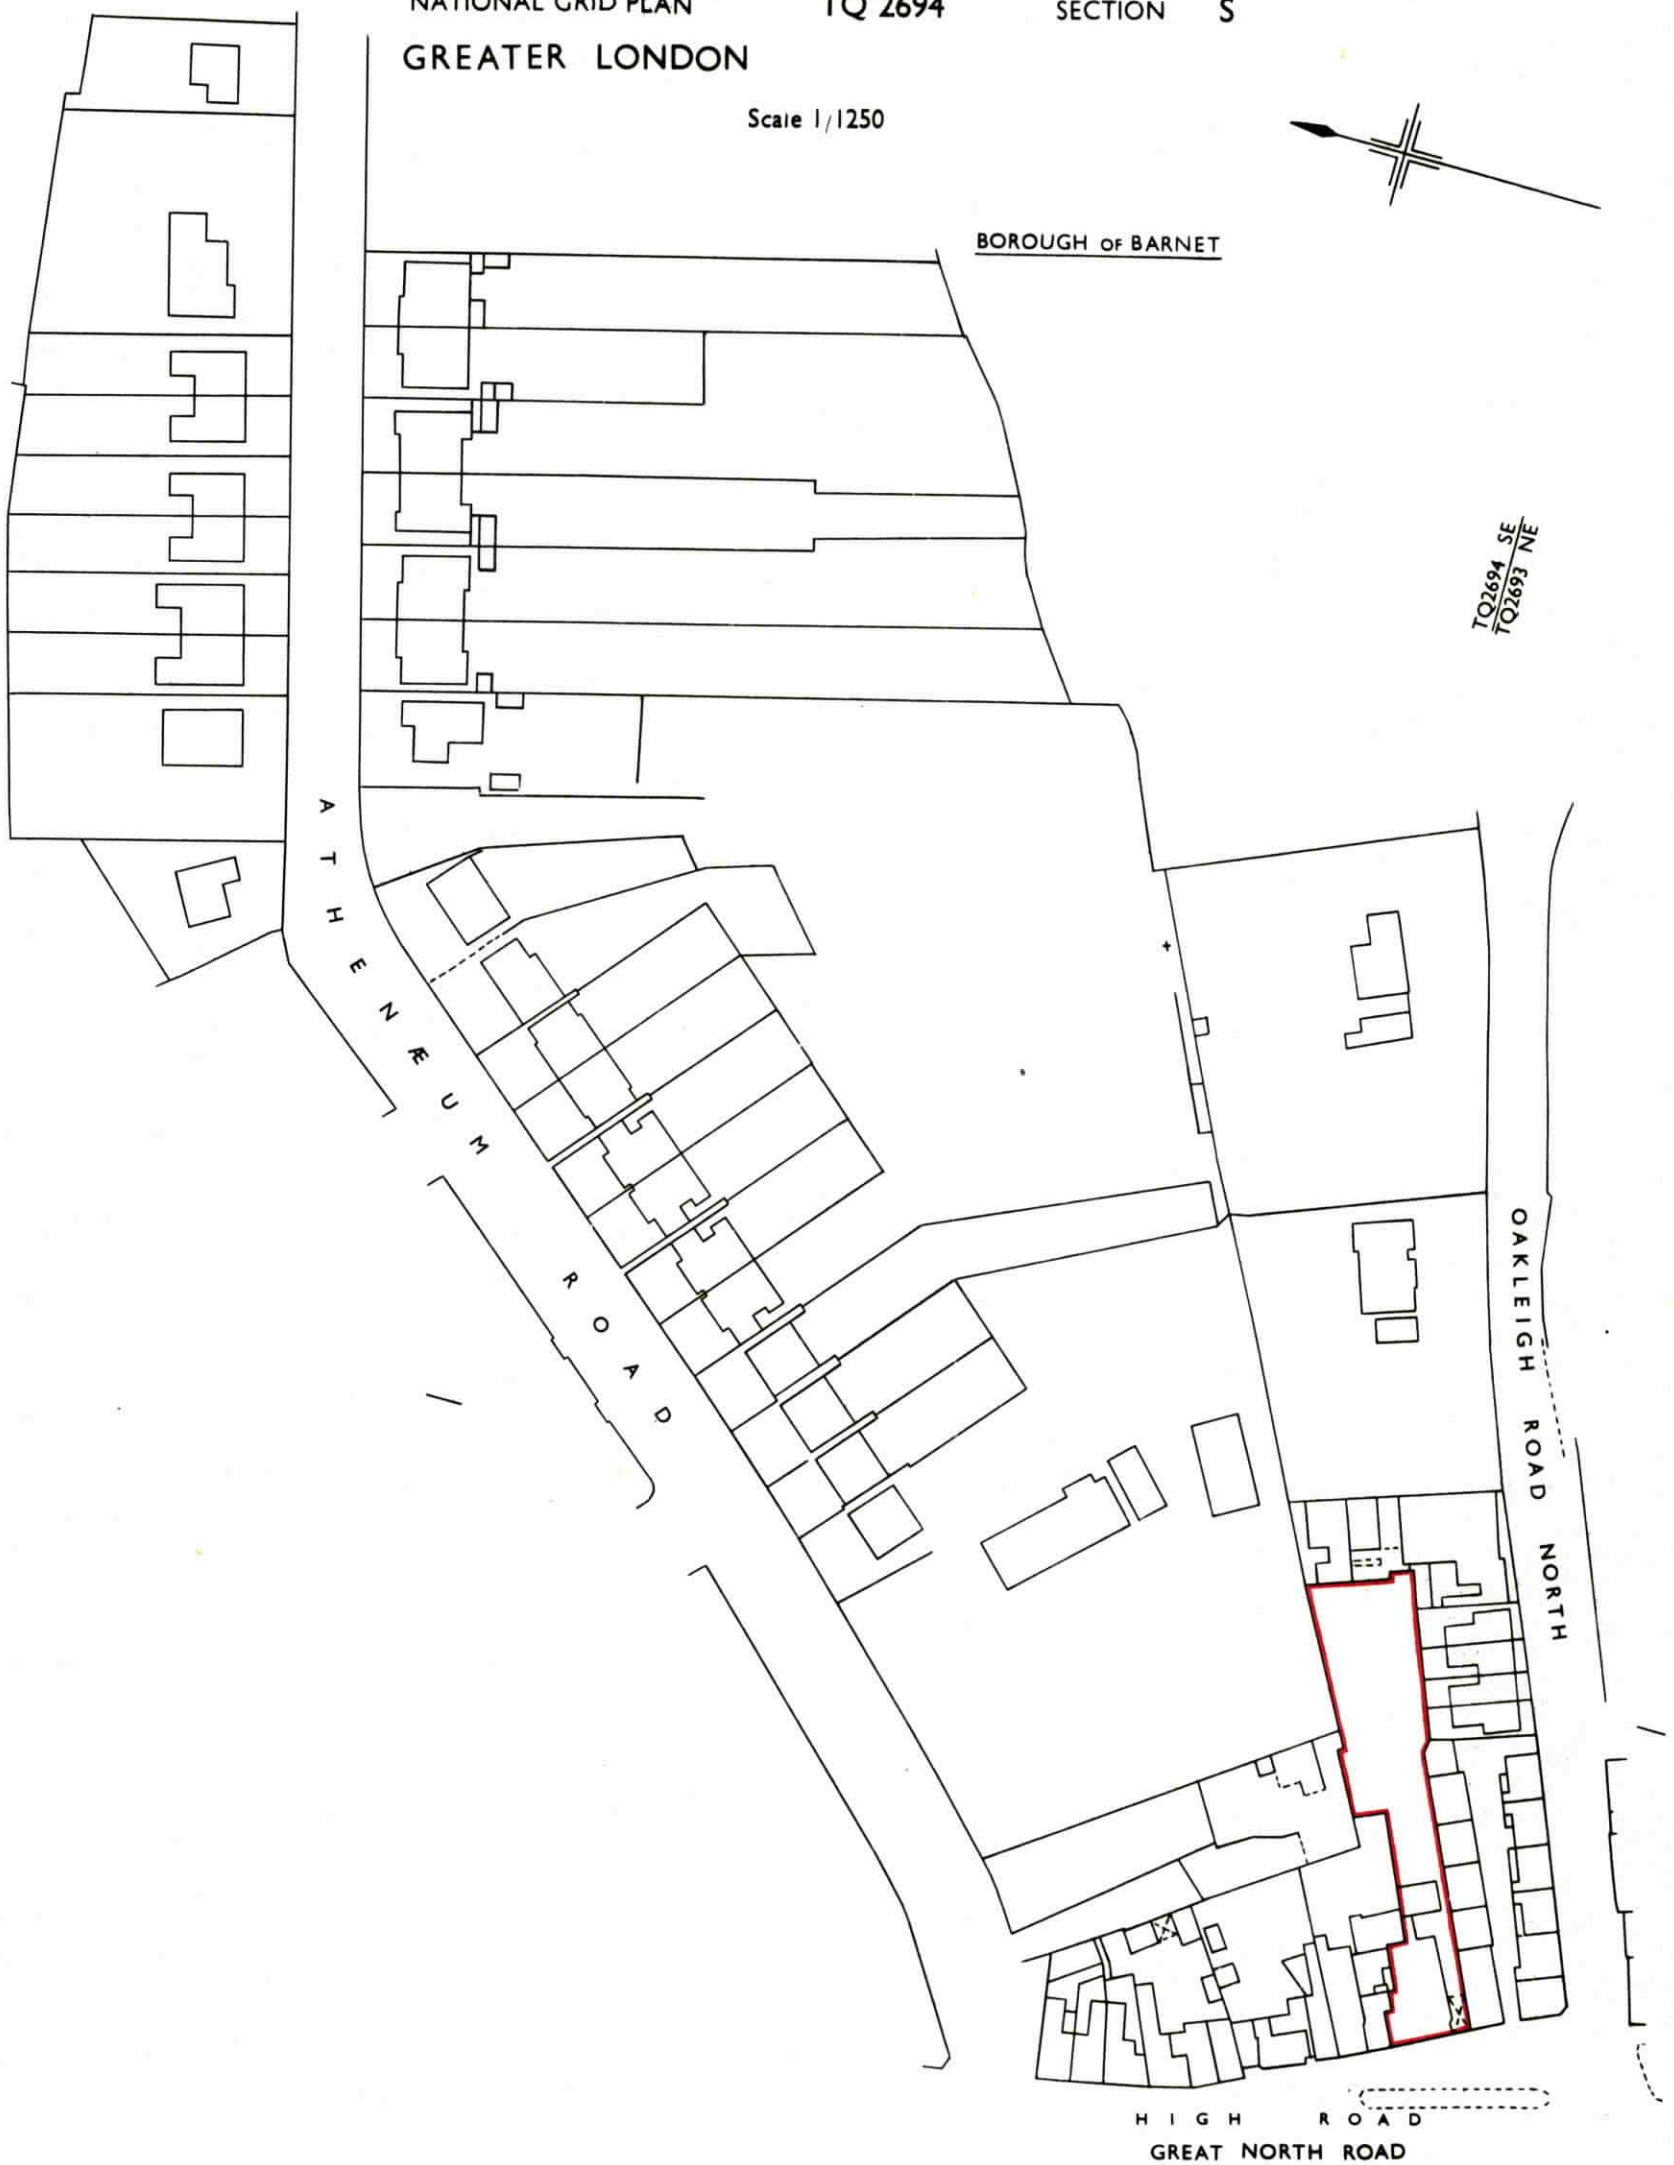 NATIONAL GRID PLAN TQ 2694 SECTION S
GREATER LONDON
Scale 1/1250
BOROUGH OF BARNET
TQ2694 SE
TQ2693 NE
ATHENÆUM ROAD
OAKLEIGH ROAD NORTH
HIGH ROAD
GREAT NORTH ROAD